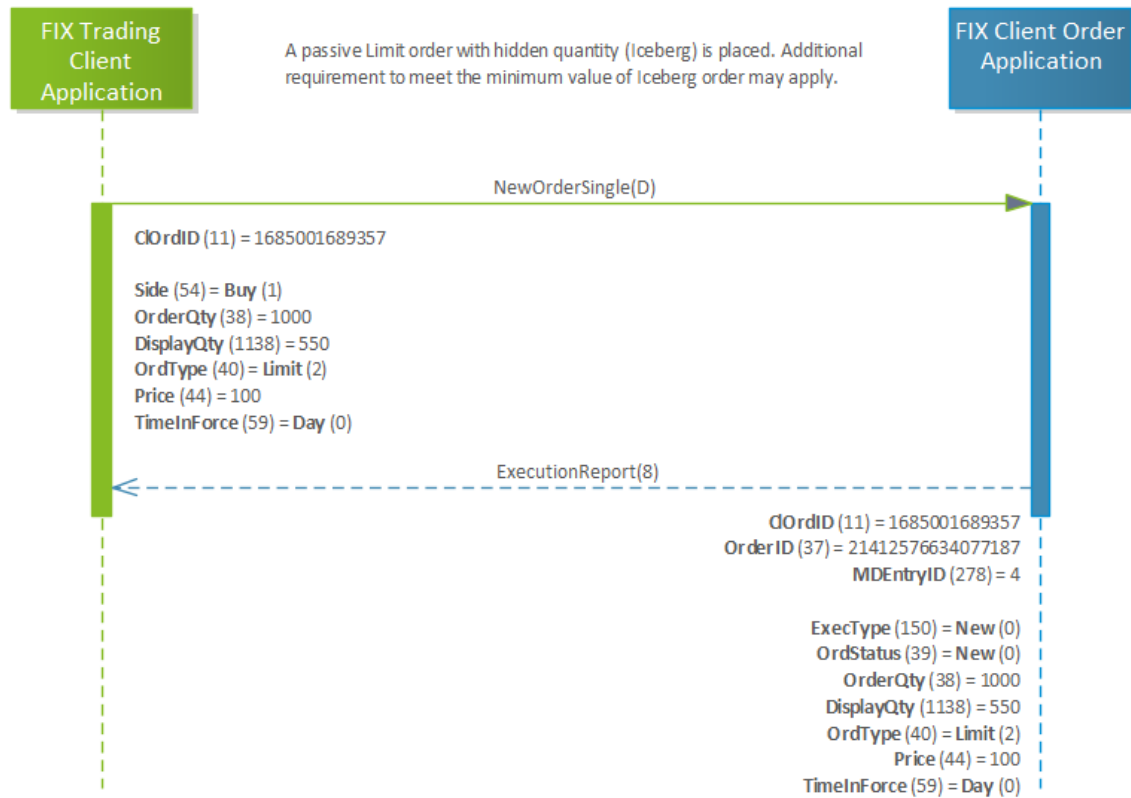 FIX Trading
Client
Application
A passive Limit order with hidden quantity (Iceberg) is placed. Additional
requirement to meet the minimum value of Iceberg order may apply.
FIX Client Order
Application
NewOrderSingle(D)
ClOrdID (11) = 1685001689357
Side (54) = Buy (1)
OrderQty (38) = 1000
DisplayQty (1138) = 550
OrdType (40) = Limit (2)
Price (44) = 100
TimeInForce (59) = Day (0)
ExecutionReport(8)
ClOrdID (11) = 1685001689357
OrderID (37) = 21412576634077187
MDEntryID (278) = 4
ExecType (150) = New (0)
OrdStatus (39) = New (0)
OrderQty (38) = 1000
DisplayQty (1138) = 550
OrdType (40) = Limit (2)
Price (44) = 100
TimeInForce (59) = Day (0)